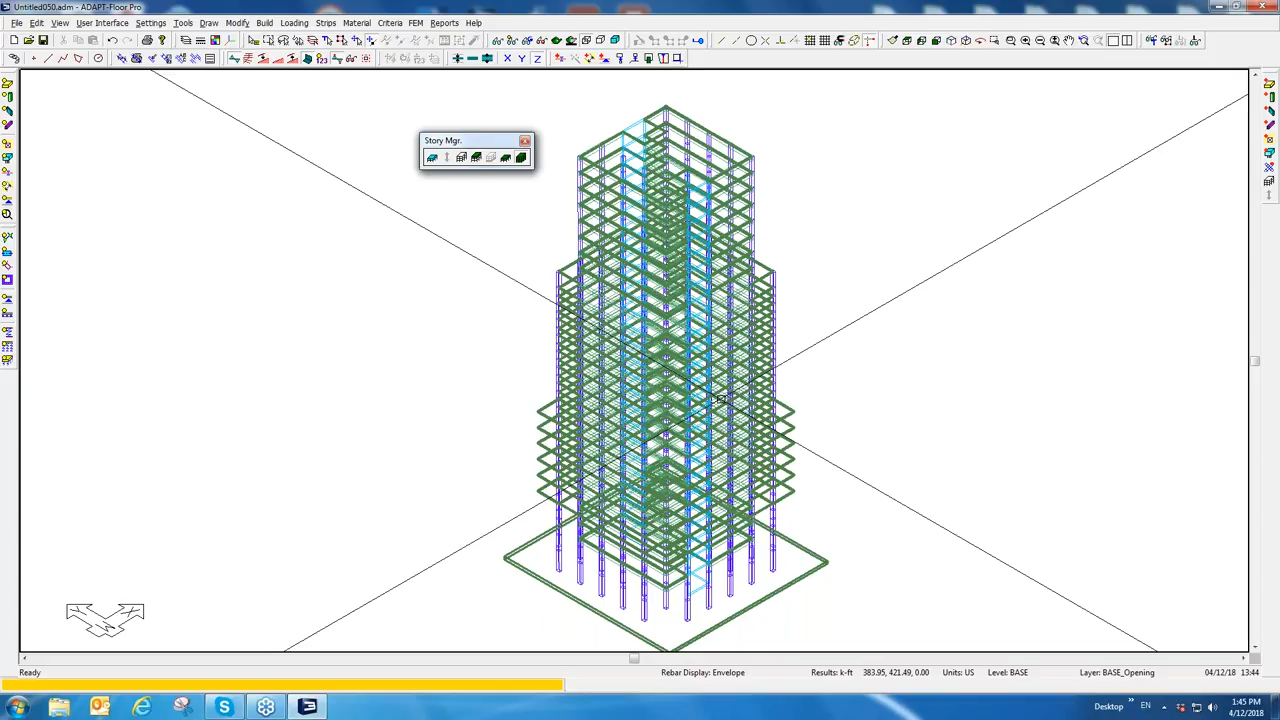 Untitled050.adm - ADAPT-Floor Pro
File Edit View User Interface Settings Tools Draw Modify Build Loading Strips Material Criteria FEM Reports Help
X Y Z
Story Mgr.
Ready Rebar Display: Envelope Results: k-ft 383.95, 421.49, 0.00 Units: US Level: BASE Layer: BASE_Opening 04/12/18 13:44
Desktop EN 1:45 PM
4/12/2018